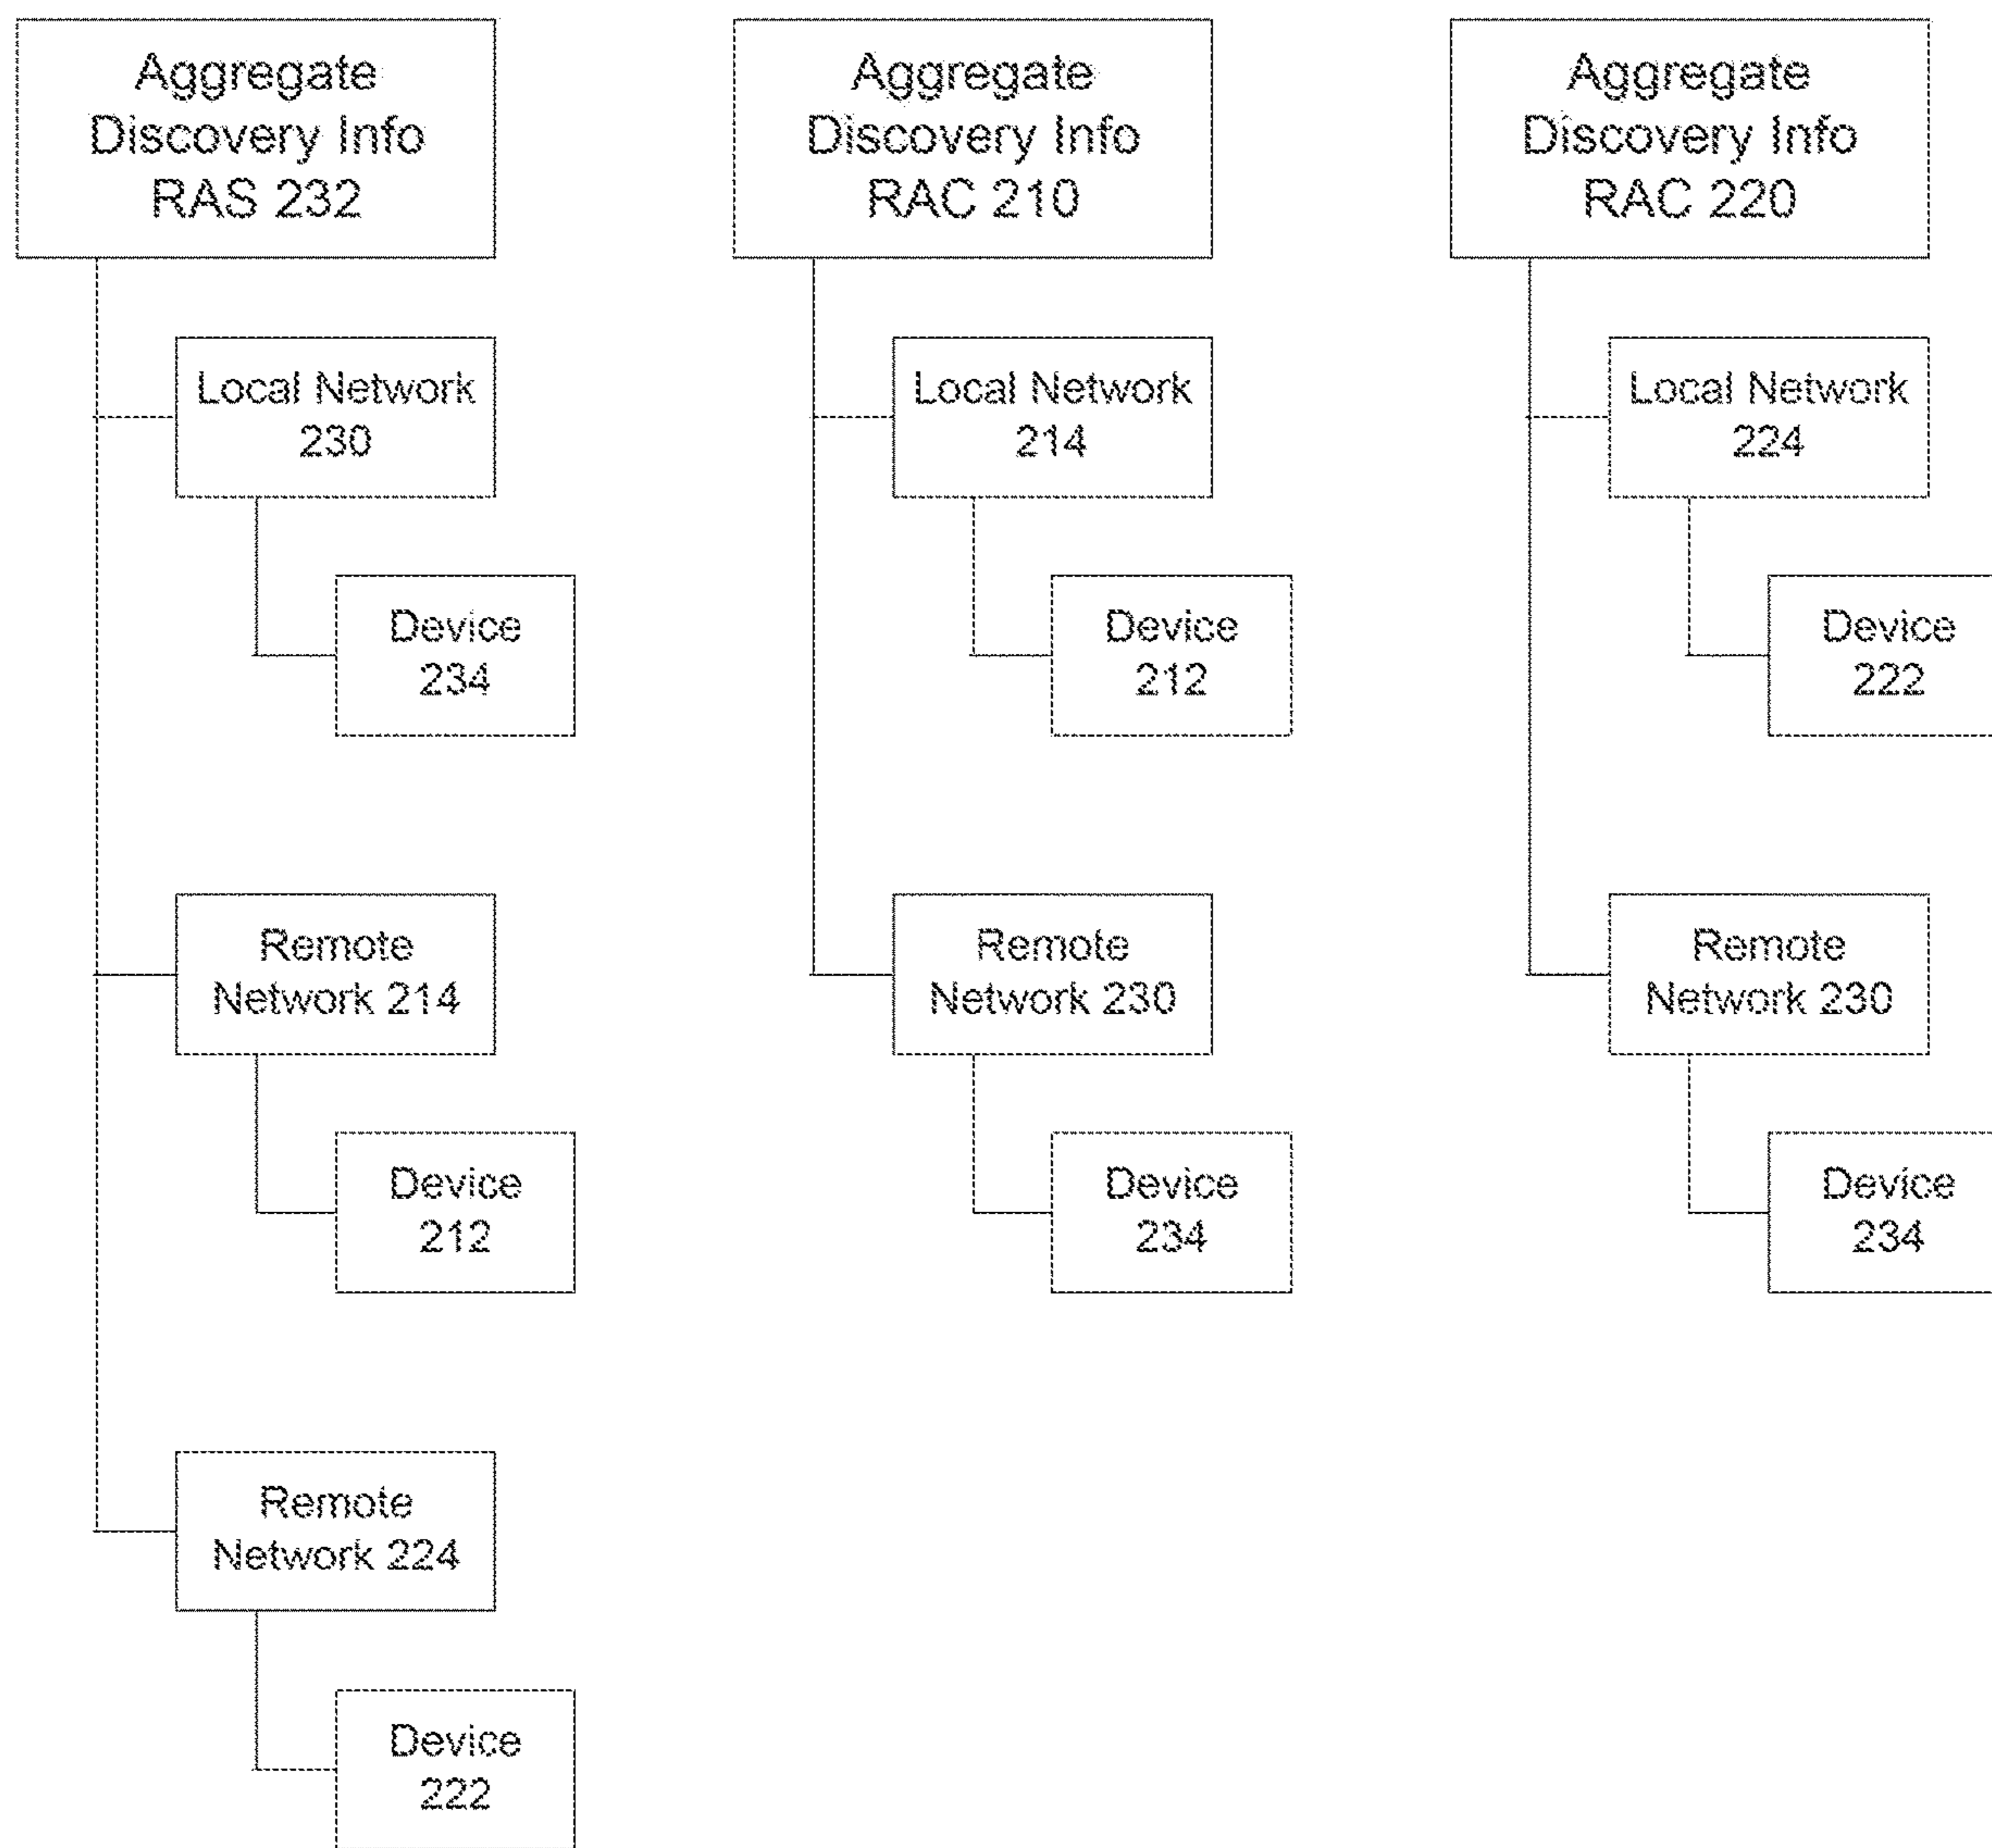 Aggregate
Discovery Info
RAS 232
Local Network
230
Device
234
Remote
Network 214
Device
212
Remote
Network 224
Device
222
Aggregate
Discovery Info
RAC 210
Local Network
214
Device
212
Remote
Network 230
Device
234
Aggregate
Discovery Info
RAC 220
Local Network
224
Device
222
Remote
Network 230
Device
234